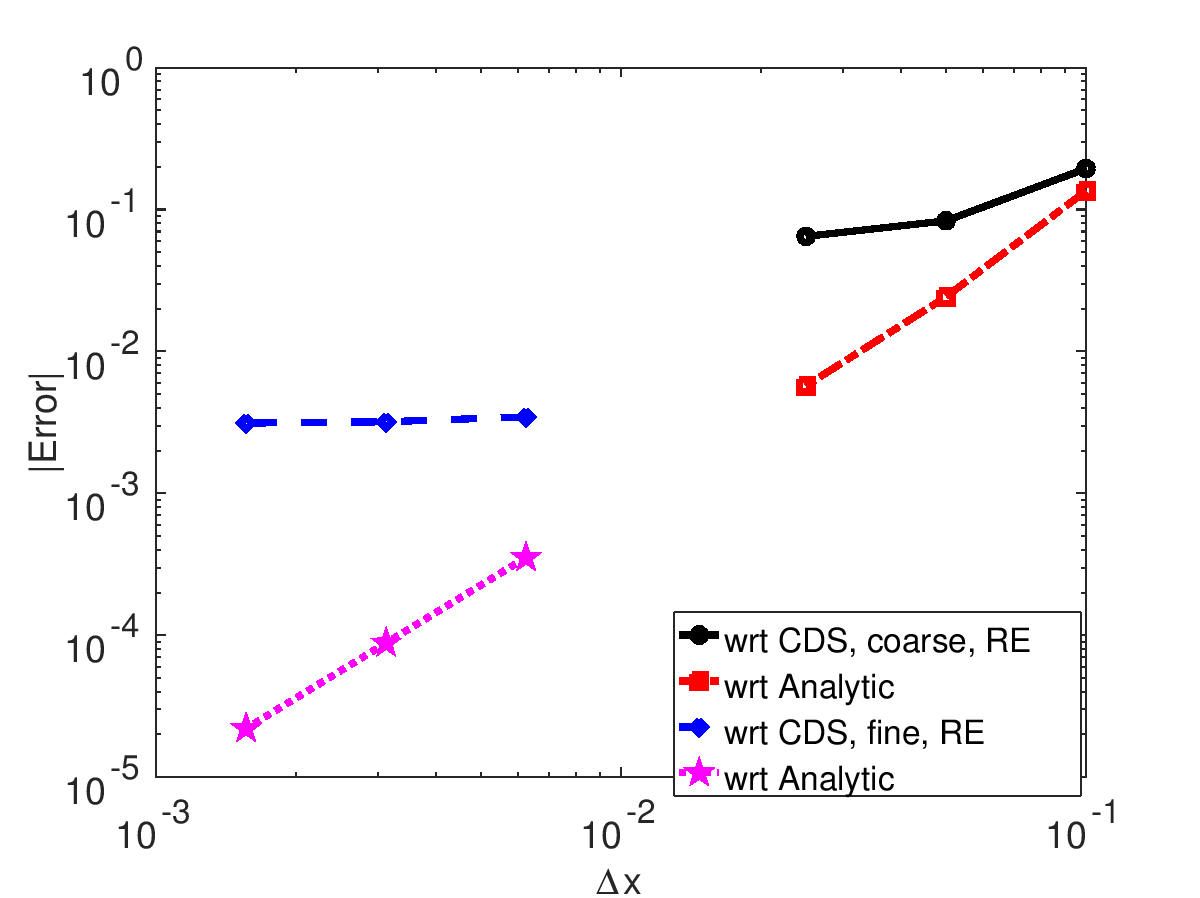 10^0
10^-1
10^-2
10^-3
10^-4
10^-5
|Error|
wrt CDS, coarse, RE
wrt Analytic
wrt CDS, fine, RE
wrt Analytic
10^-3 10^-2 10^-1
Δx